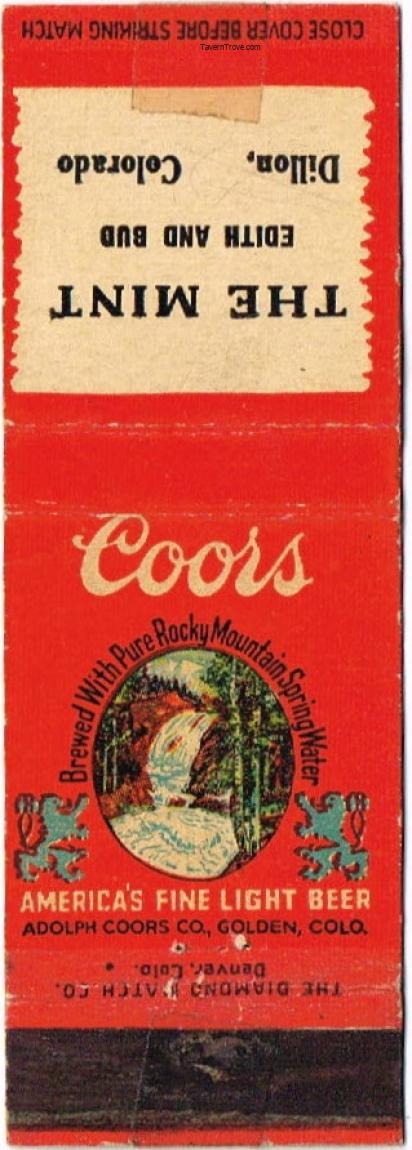 CLOSE COVER BEFORE STRIKING MATCH
TavernTrove.com
THE MINT
EDITH AND BUD
Dillon, Colorado
Coors
Brewed With Pure Rocky Mountain Spring Water
AMERICA'S FINE LIGHT BEER
ADOLPH COORS CO., GOLDEN, COLO.
THE DIAMOND MATCH CO.
Denver, Colo.